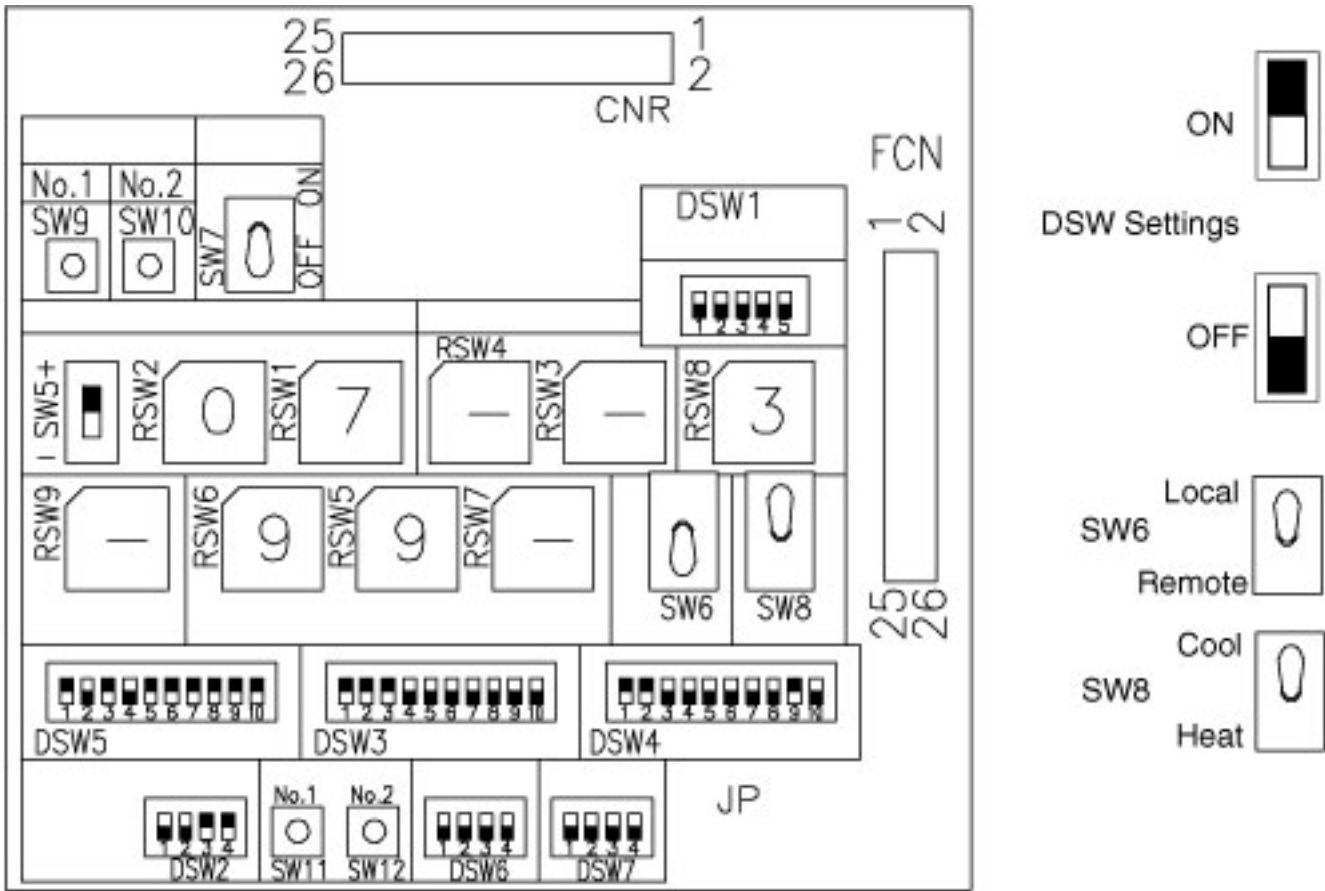 25 1
26 2
CNR
FCN
1 2
25 26
No.1 No.2
SW9 SW10
SW7
OFF ON
DSW1
1 2 3 4 5
− SW5+
RSW2 0
RSW1 7
RSW4 −
RSW3 −
RSW8 3
RSW9 −
RSW6 9
RSW5 9
RSW7 −
SW6 SW8
1 2 3 4 5 6 7 8 9 10
DSW5
1 2 3 4 5 6 7 8 9 10
DSW3
1 2 3 4 5 6 7 8 9 10
DSW4
1 2 3 4
DSW2
No.1 No.2
SW11 SW12
1 2 3 4
DSW6
1 2 3 4
DSW7
JP
ON
DSW Settings
OFF
Local
SW6
Remote
Cool
SW8
Heat